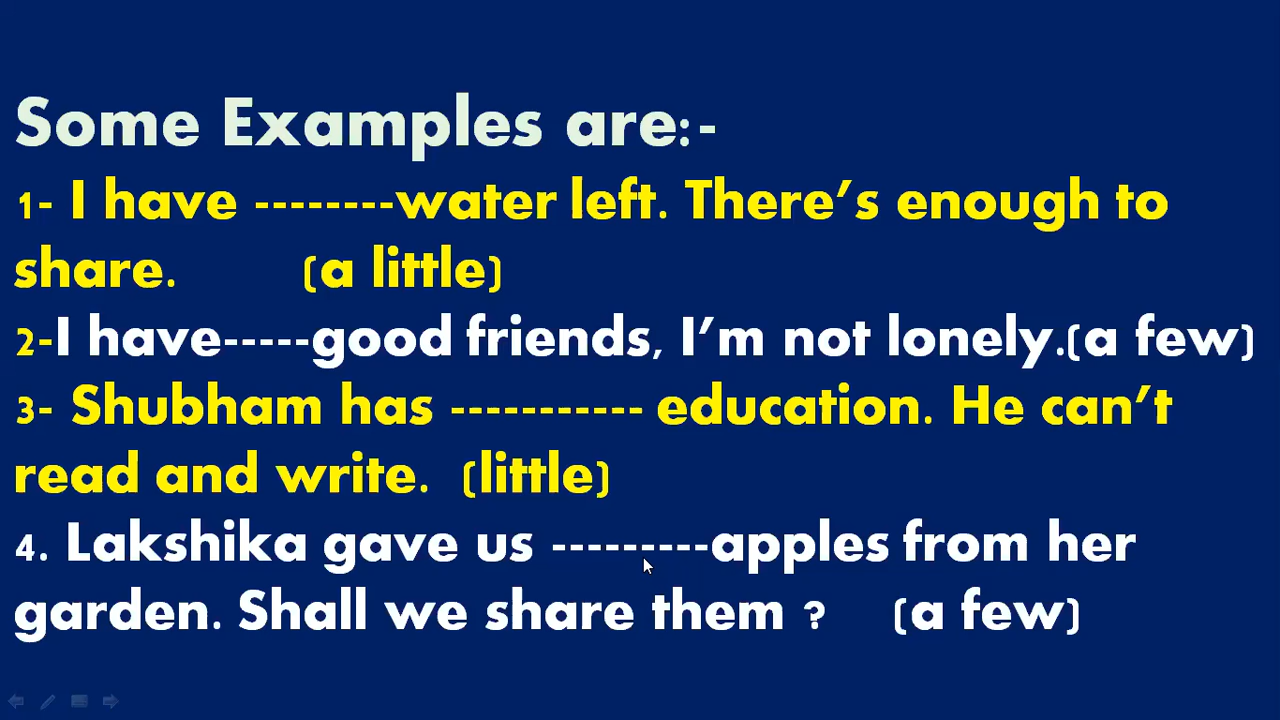 Some Examples are:-
1- I have --------water left. There’s enough to
share. (a little)
2-I have-----good friends, I’m not lonely.(a few)
3- Shubham has ----------- education. He can’t
read and write. (little)
4. Lakshika gave us ---------apples from her
garden. Shall we share them ? (a few)